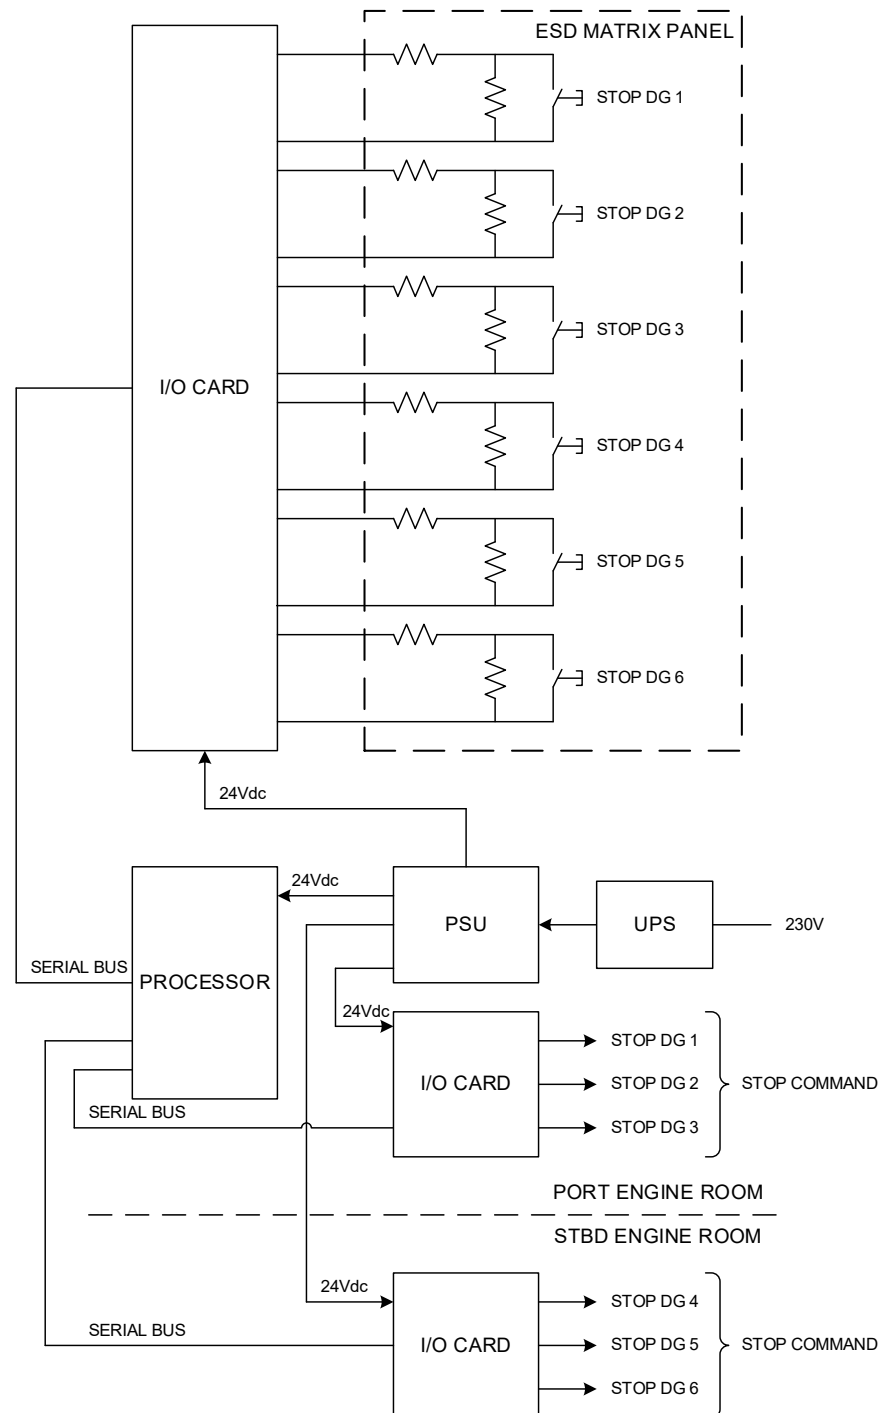 ESD MATRIX PANEL
STOP DG 1
STOP DG 2
STOP DG 3
I/O CARD
STOP DG 4
STOP DG 5
STOP DG 6
24Vdc
24Vdc
PSU
UPS
230V
SERIAL BUS
PROCESSOR
24Vdc
STOP DG 1
I/O CARD
STOP DG 2
STOP COMMAND
SERIAL BUS
STOP DG 3
PORT ENGINE ROOM
STBD ENGINE ROOM
24Vdc
STOP DG 4
SERIAL BUS
I/O CARD
STOP DG 5
STOP COMMAND
STOP DG 6